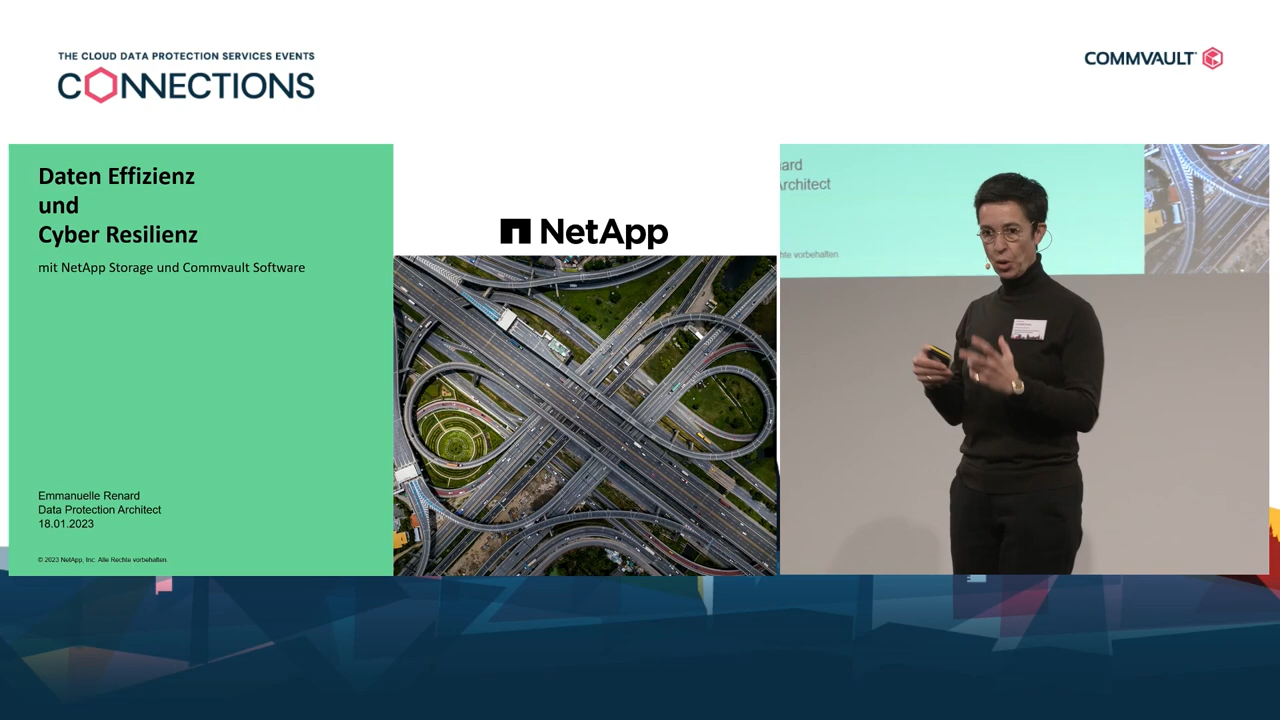 THE CLOUD DATA PROTECTION SERVICES EVENTS
CONNECTIONS
COMMVAULT
Daten Effizienz
und
Cyber Resilienz
mit NetApp Storage und Commvault Software
Emmanuelle Renard
Data Protection Architect
18.01.2023
© 2023 NetApp, Inc. Alle Rechte vorbehalten.
NetApp
ard
Architect
hte vorbehalten.